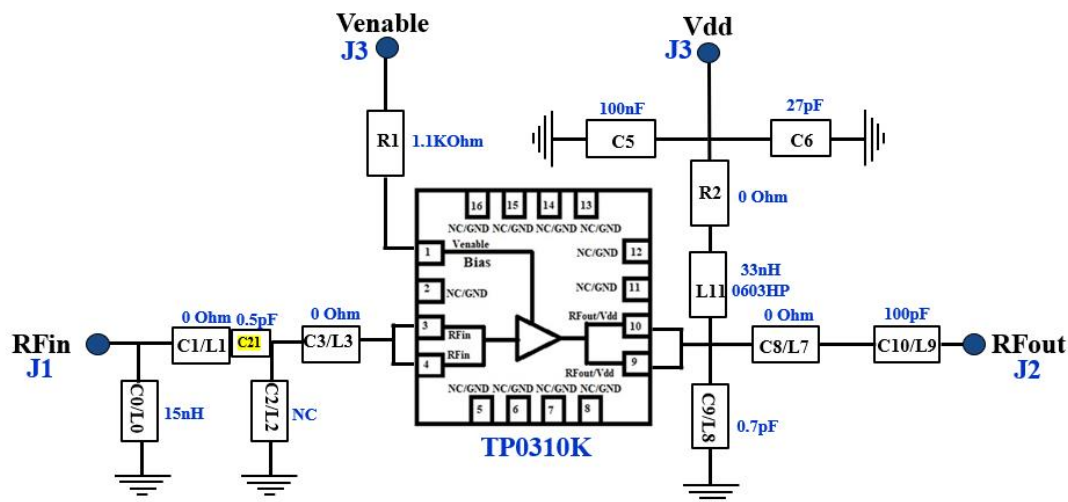 Venable
J3
Vdd
J3
100nF
27pF
C5
C6
R1
1.1KOhm
R2
0 Ohm
16 15 14 13
NC/GND NC/GND NC/GND NC/GND
1
Venable
Bias
NC/GND
12
2
NC/GND
NC/GND
11
L11
33nH
0603HP
RFout/Vdd
10
3
RFin
4
RFin
RFout/Vdd
9
NC/GND NC/GND NC/GND NC/GND
5 6 7 8
TP0310K
RFin
J1
0 Ohm
C1/L1
0.5pF
C21
0 Ohm
C3/L3
C0/L0
15nH
C2/L2
NC
0 Ohm
C8/L7
100pF
C10/L9
RFout
J2
C9/L8
0.7pF